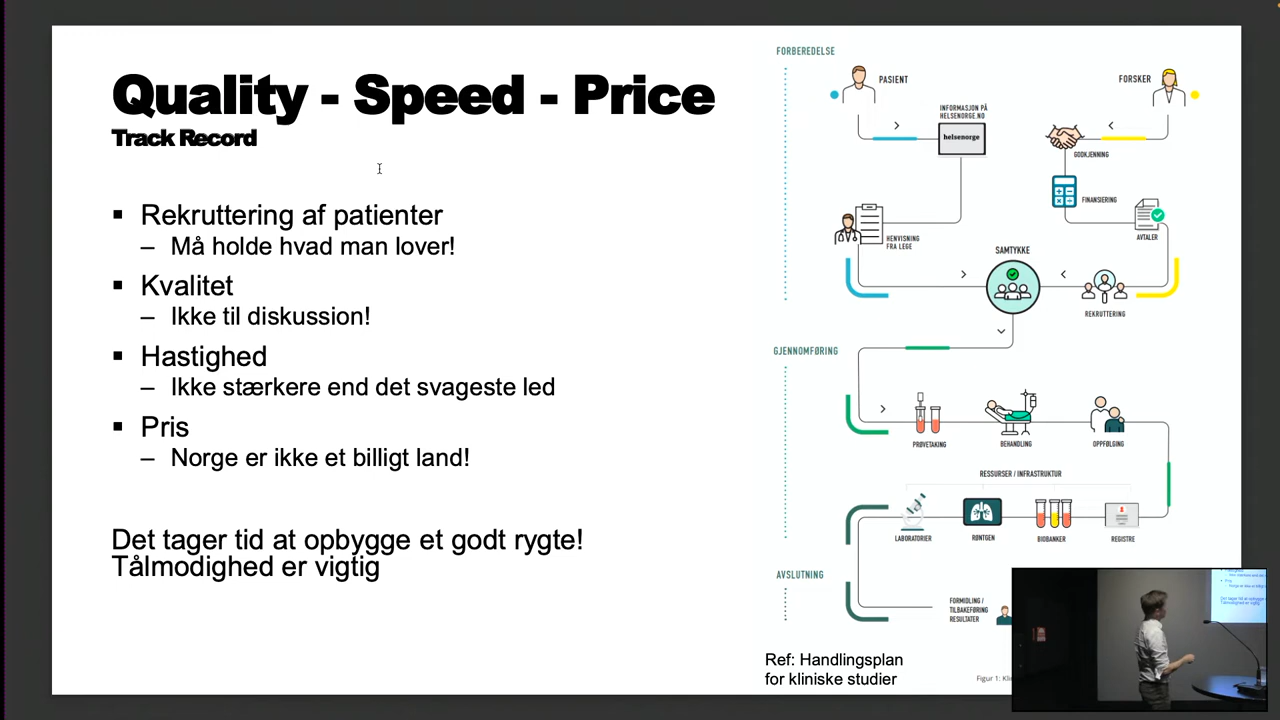 Quality - Speed - Price
Track Record
Rekruttering af patienter
– Må holde hvad man lover!
Kvalitet
– Ikke til diskussion!
Hastighed
– Ikke stærkere end det svageste led
Pris
– Norge er ikke et billigt land!
Det tager tid at opbygge et godt rygte!
Tålmodighed er vigtig
FORBEREDELSE
PASIENT
FORSKER
INFORMASJON PÅ
HELSENORGE.NO
helsenorge
GODKJENNING
FINANSIERING
AVTALER
HENVISNING
FRA LEGE
SAMTYKKE
REKRUTTERING
GJENNOMFØRING
PRØVETAKING
BEHANDLING
OPPFØLGING
RESSURSER / INFRASTRUKTUR
LABORATORIER
RØNTGEN
BIOBANKER
REGISTRE
AVSLUTNING
FORMIDLING /
TILBAKEFØRING
RESULTATER
Ref: Handlingsplan
for kliniske studier
Figur 1: